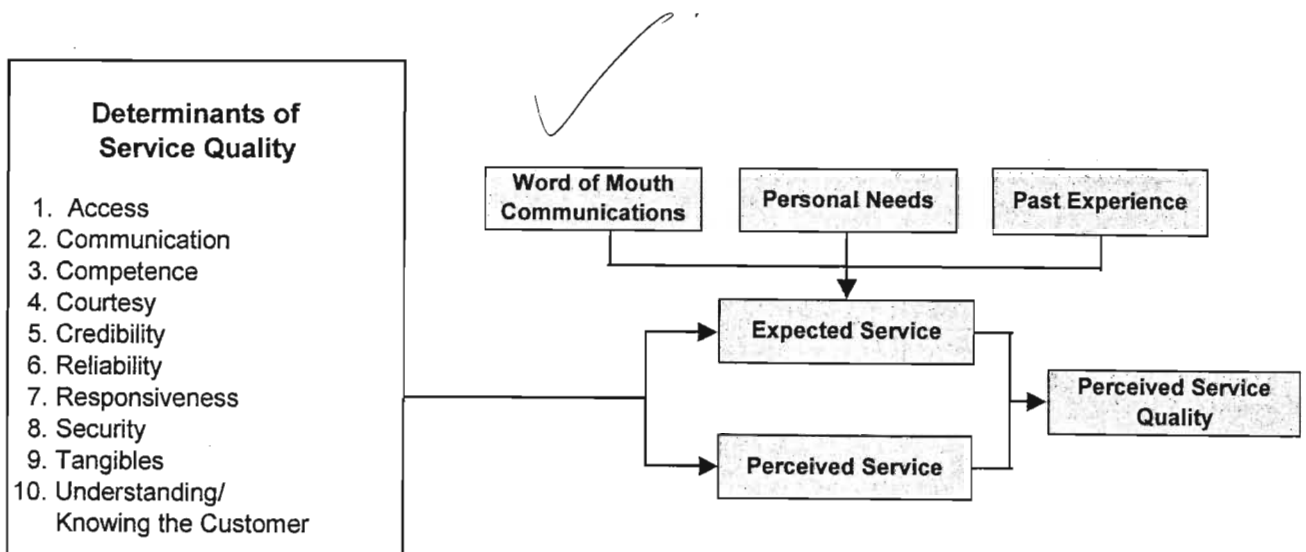 Determinants of
Service Quality
1. Access
2. Communication
3. Competence
4. Courtesy
5. Credibility
6. Reliability
7. Responsiveness
8. Security
9. Tangibles
10. Understanding/
Knowing the Customer
Word of Mouth
Communications
Personal Needs
Past Experience
Expected Service
Perceived Service
Perceived Service
Quality